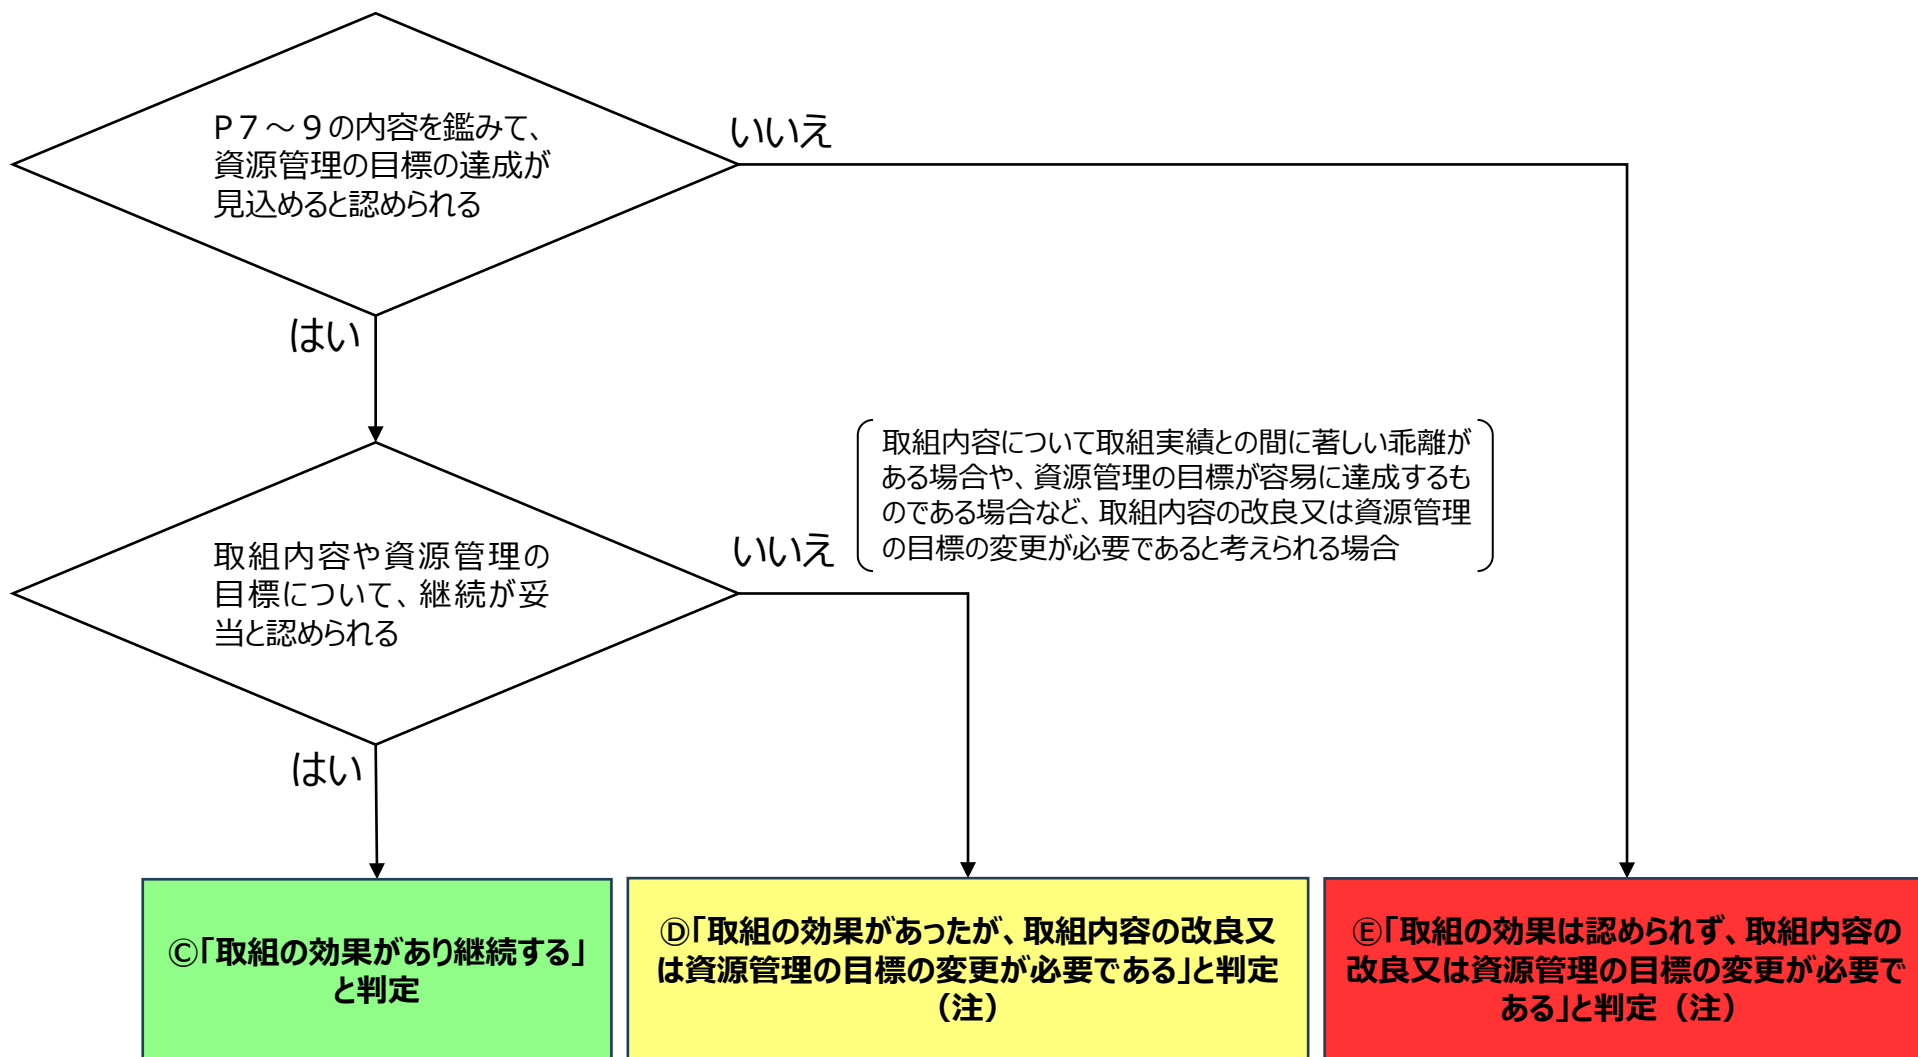 P７～９の内容を鑑みて、
資源管理の目標の達成が
見込めると認められる
いいえ
はい
取組内容について取組実績との間に著しい乖離が
ある場合や、資源管理の目標が容易に達成するも
のである場合など、取組内容の改良又は資源管理
の目標の変更が必要であると考えられる場合
いいえ
取組内容や資源管理の
目標について、継続が妥
当と認められる
はい
Ⓒ「取組の効果があり継続する」
と判定
Ⓓ「取組の効果があったが、取組内容の改良又
は資源管理の目標の変更が必要である」と判定
（注）
Ⓔ「取組の効果は認められず、取組内容の
改良又は資源管理の目標の変更が必要で
ある」と判定（注）